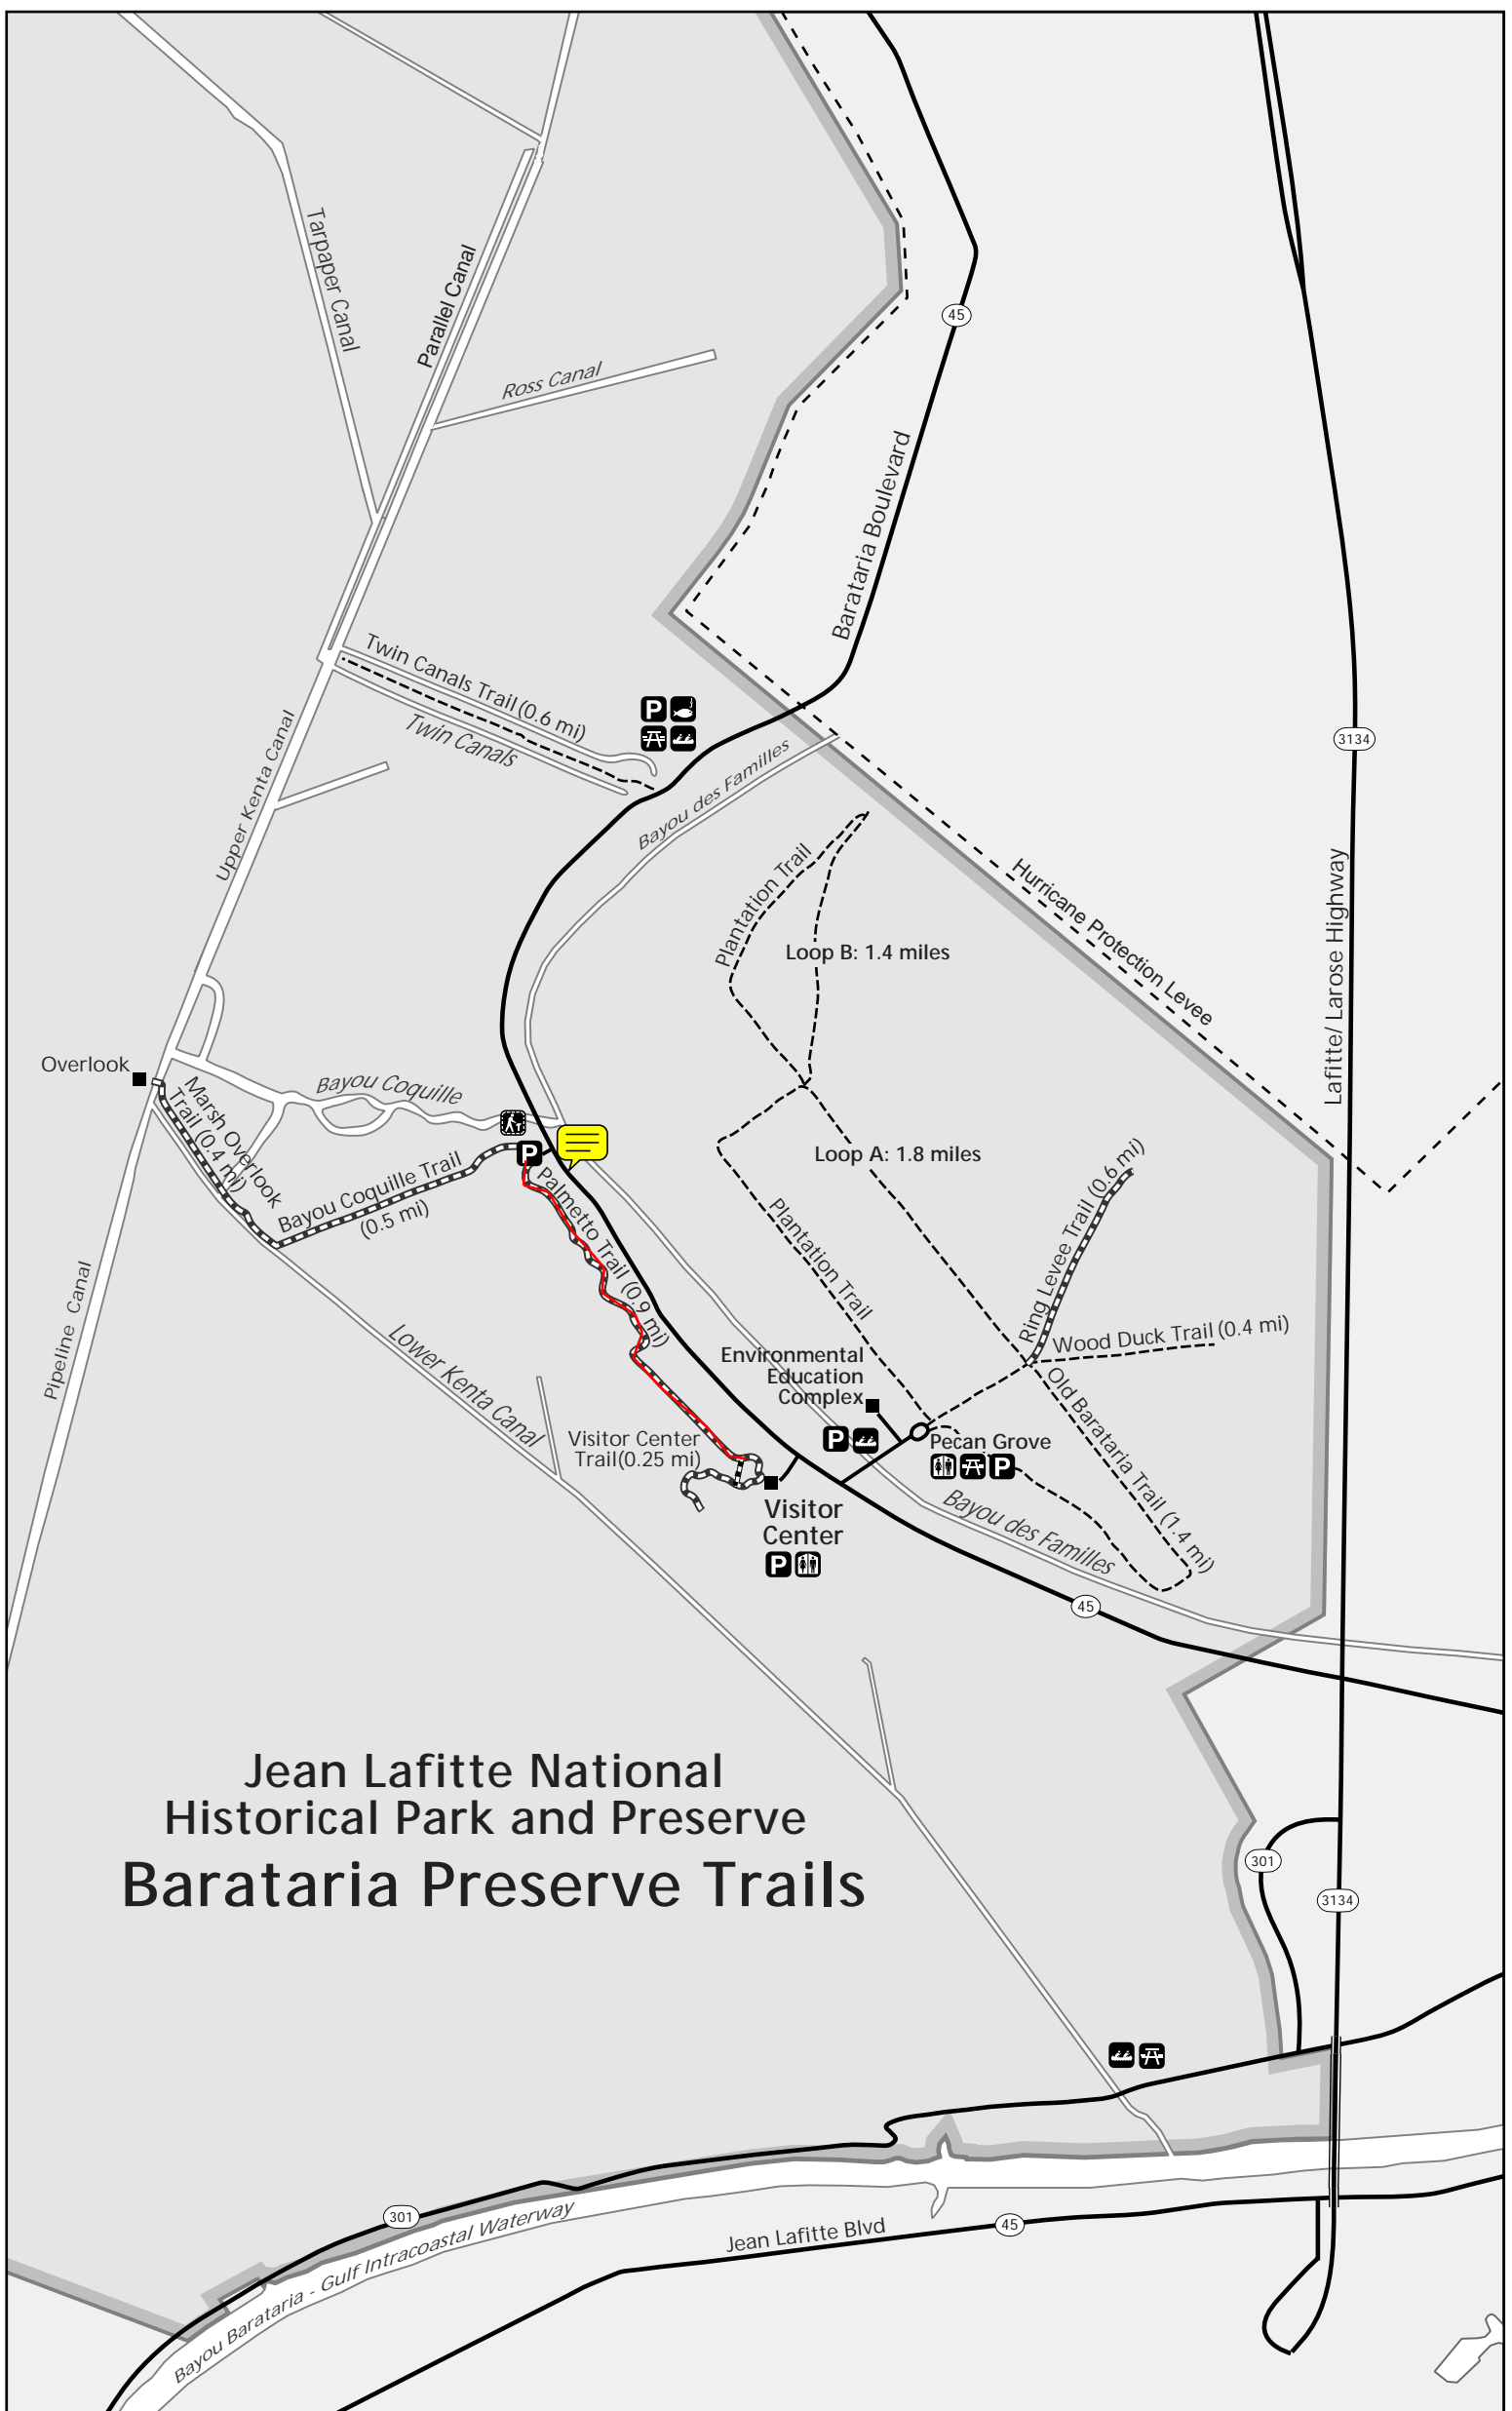 Tarpaper Canal
Parallel Canal
Ross Canal
45
Barataria Boulevard
Twin Canals Trail (0.6 mi)
Twin Canals
P
Upper Kenta Canal
Bayou des Familles
3134
Plantation Trail
Loop B: 1.4 miles
Hurricane Protection Levee
Lafitte/ Larose Highway
Overlook
Marsh Overlook
Trail (0.4 mi)
Bayou Coquille
P
Bayou Coquille Trail
(0.5 mi)
Palmetto Trail (0.9 mi)
Loop A: 1.8 miles
Plantation Trail
Ring Levee Trail (0.6 mi)
Wood Duck Trail (0.4 mi)
Pipeline Canal
Lower Kenta Canal
Environmental
Education
Complex
P
Pecan Grove
P
Old Barataria Trail (1.4 mi)
Visitor Center
Trail(0.25 mi)
Visitor
Center
P
Bayou des Familles
45
Jean Lafitte National
Historical Park and Preserve
Barataria Preserve Trails
301
3134
301
Bayou Barataria - Gulf Intracoastal Waterway
Jean Lafitte Blvd
45